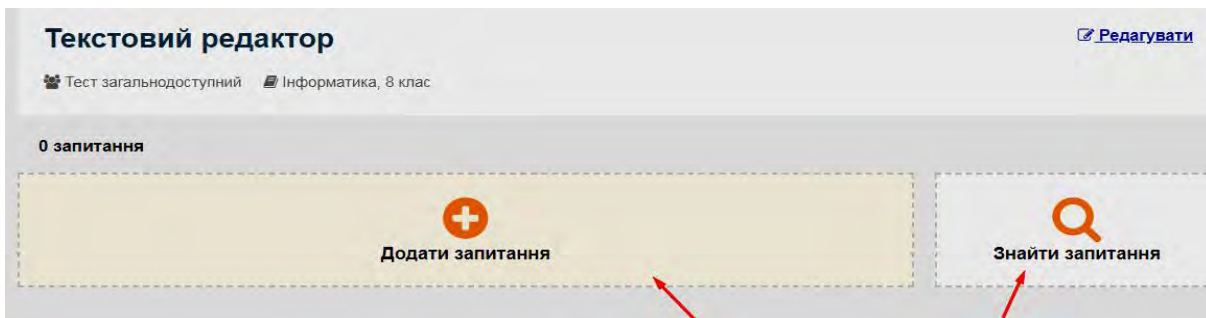 Текстовий редактор
Редагувати
Тест загальнодоступний Інформатика, 8 клас
0 запитання
Додати запитання
Знайти запитання